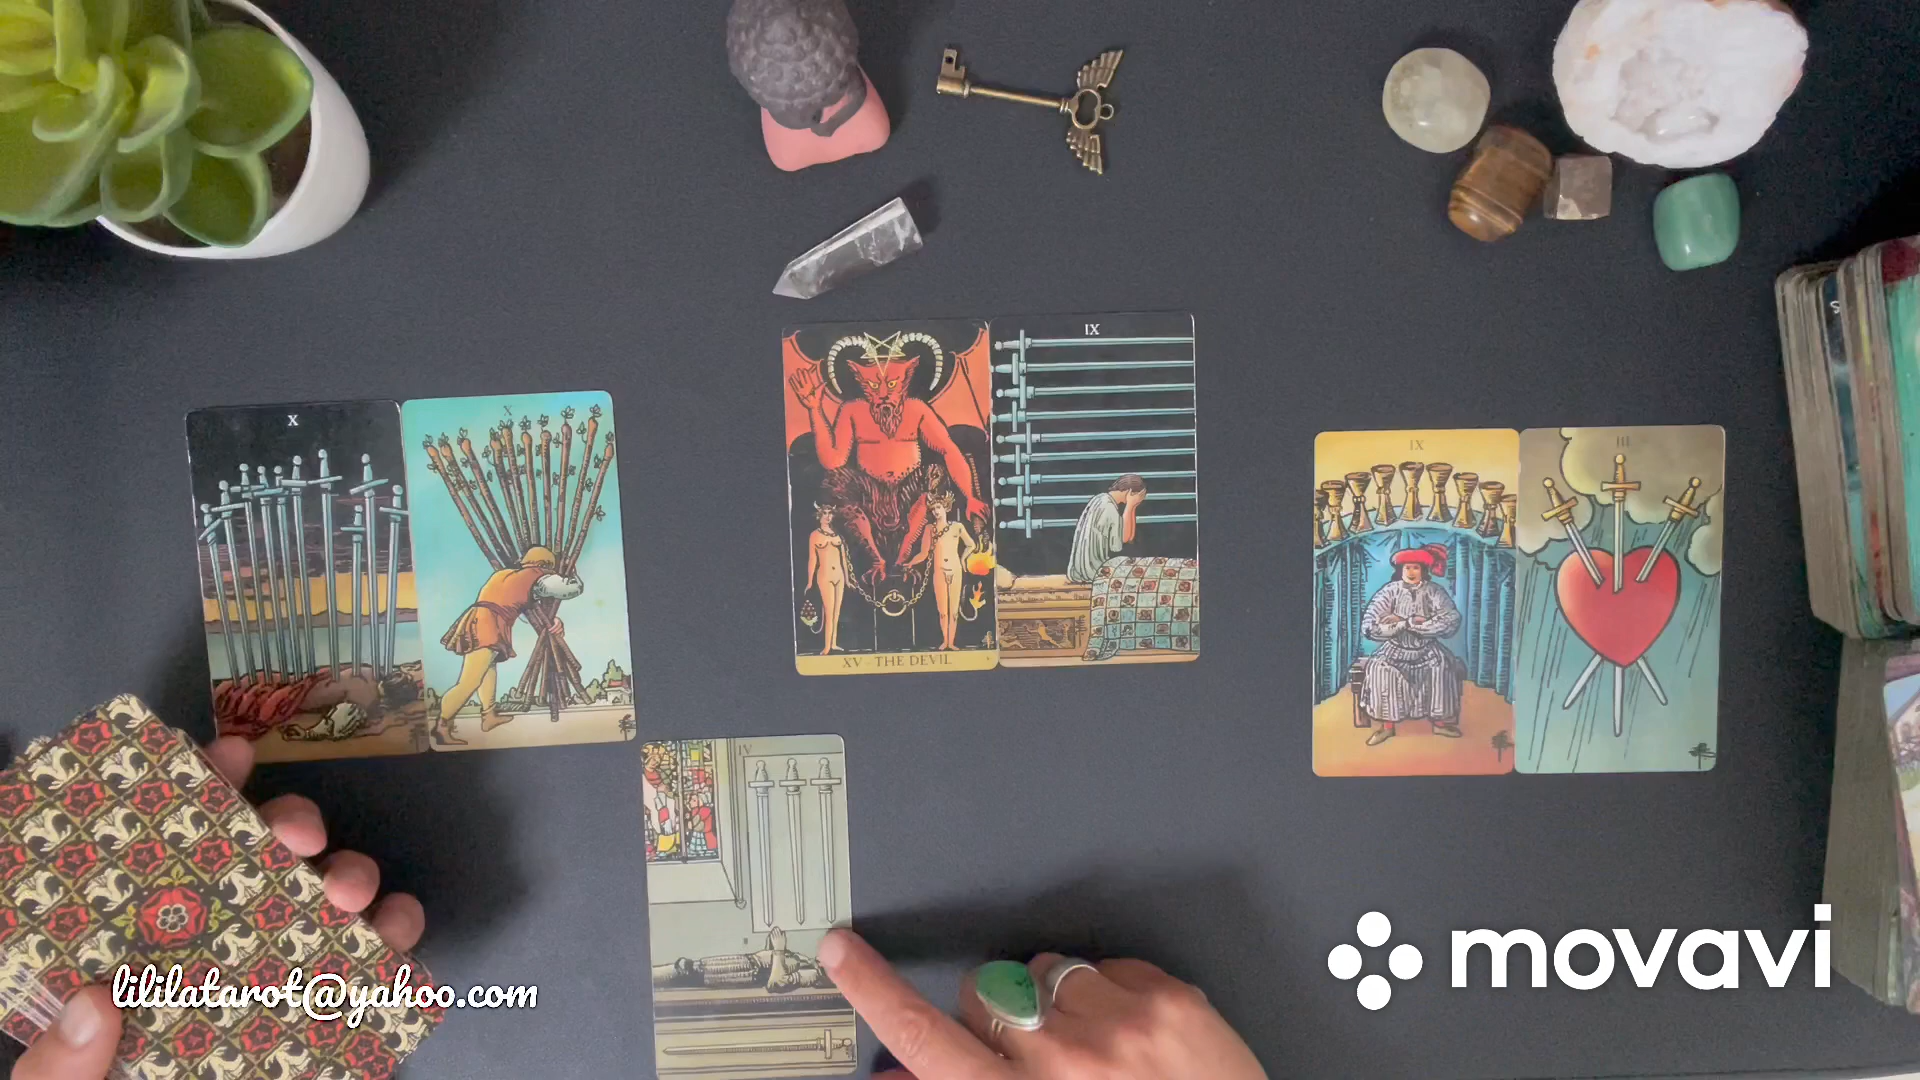 IX
X
X
IX
III
XV - THE DEVIL
IV
movavi
lililatarot@yahoo.com